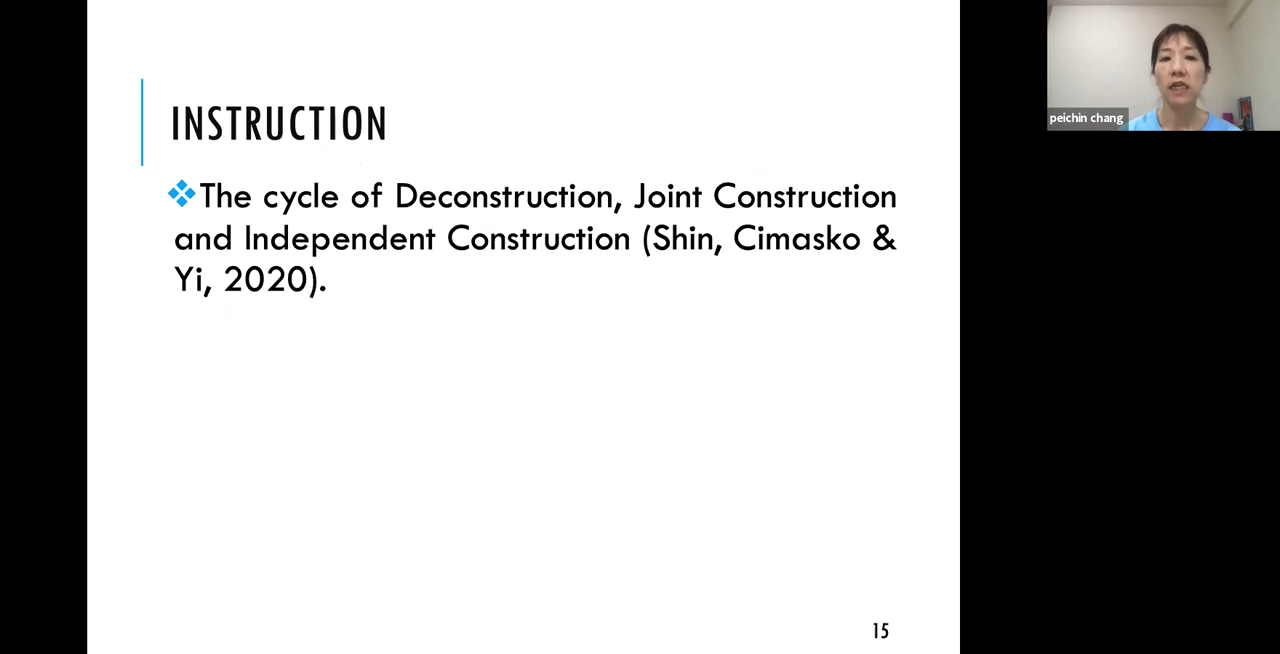 INSTRUCTION
❖The cycle of Deconstruction, Joint Construction
and Independent Construction (Shin, Cimasko &
Yi, 2020).
15
peichin chang